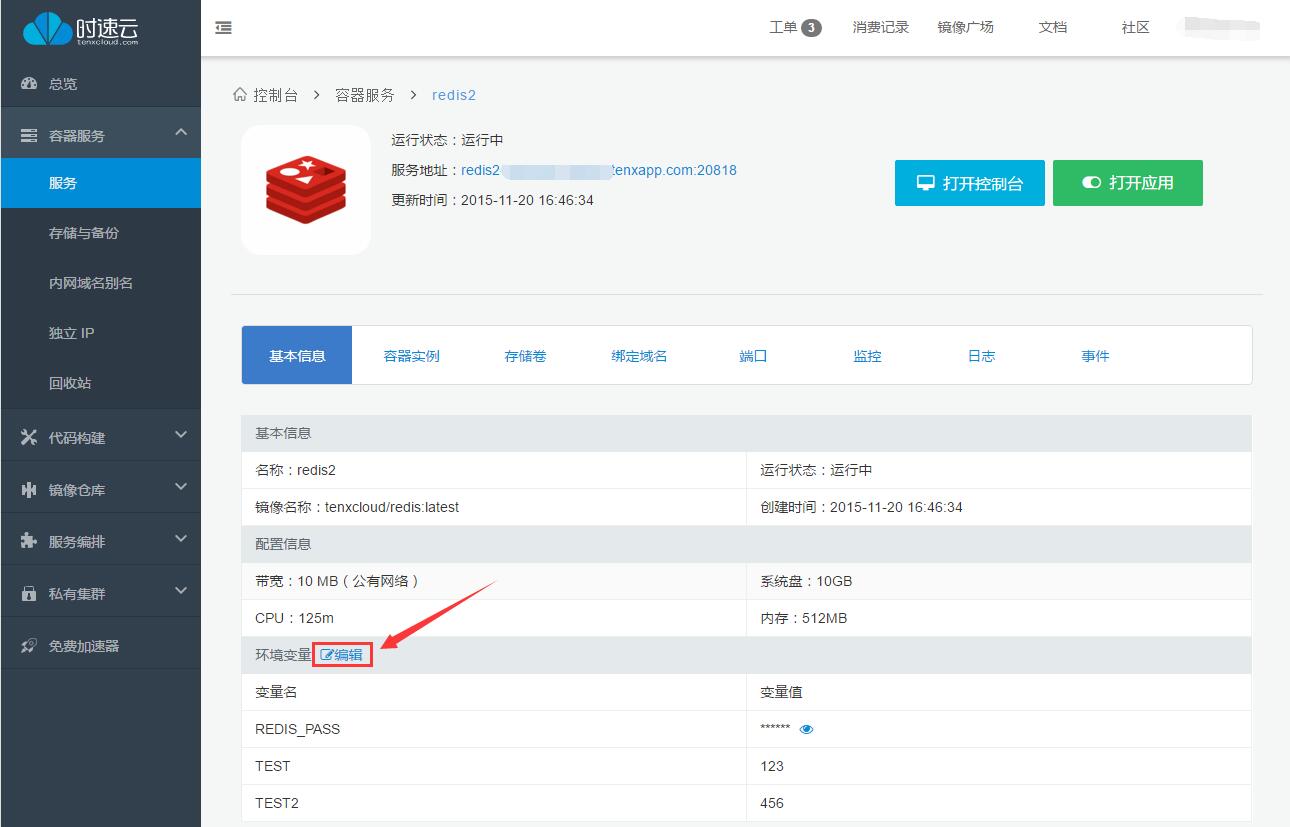 时速云
tenxcloud.com
工单 3 消费记录 镜像广场 文档 社区
总览
容器服务
服务
存储与备份
内网域名别名
独立 IP
回收站
代码构建
镜像仓库
服务编排
私有集群
免费加速器
控制台 > 容器服务 > redis2
运行状态：运行中
服务地址：redis2 tenxapp.com:20818
更新时间：2015-11-20 16:46:34
打开控制台 打开应用
基本信息 容器实例 存储卷 绑定域名 端口 监控 日志 事件
基本信息
名称：redis2 运行状态：运行中
镜像名称：tenxcloud/redis:latest 创建时间：2015-11-20 16:46:34
配置信息
带宽：10 MB（公有网络） 系统盘：10GB
CPU：125m 内存：512MB
环境变量 编辑
变量名 变量值
REDIS_PASS ******
TEST 123
TEST2 456